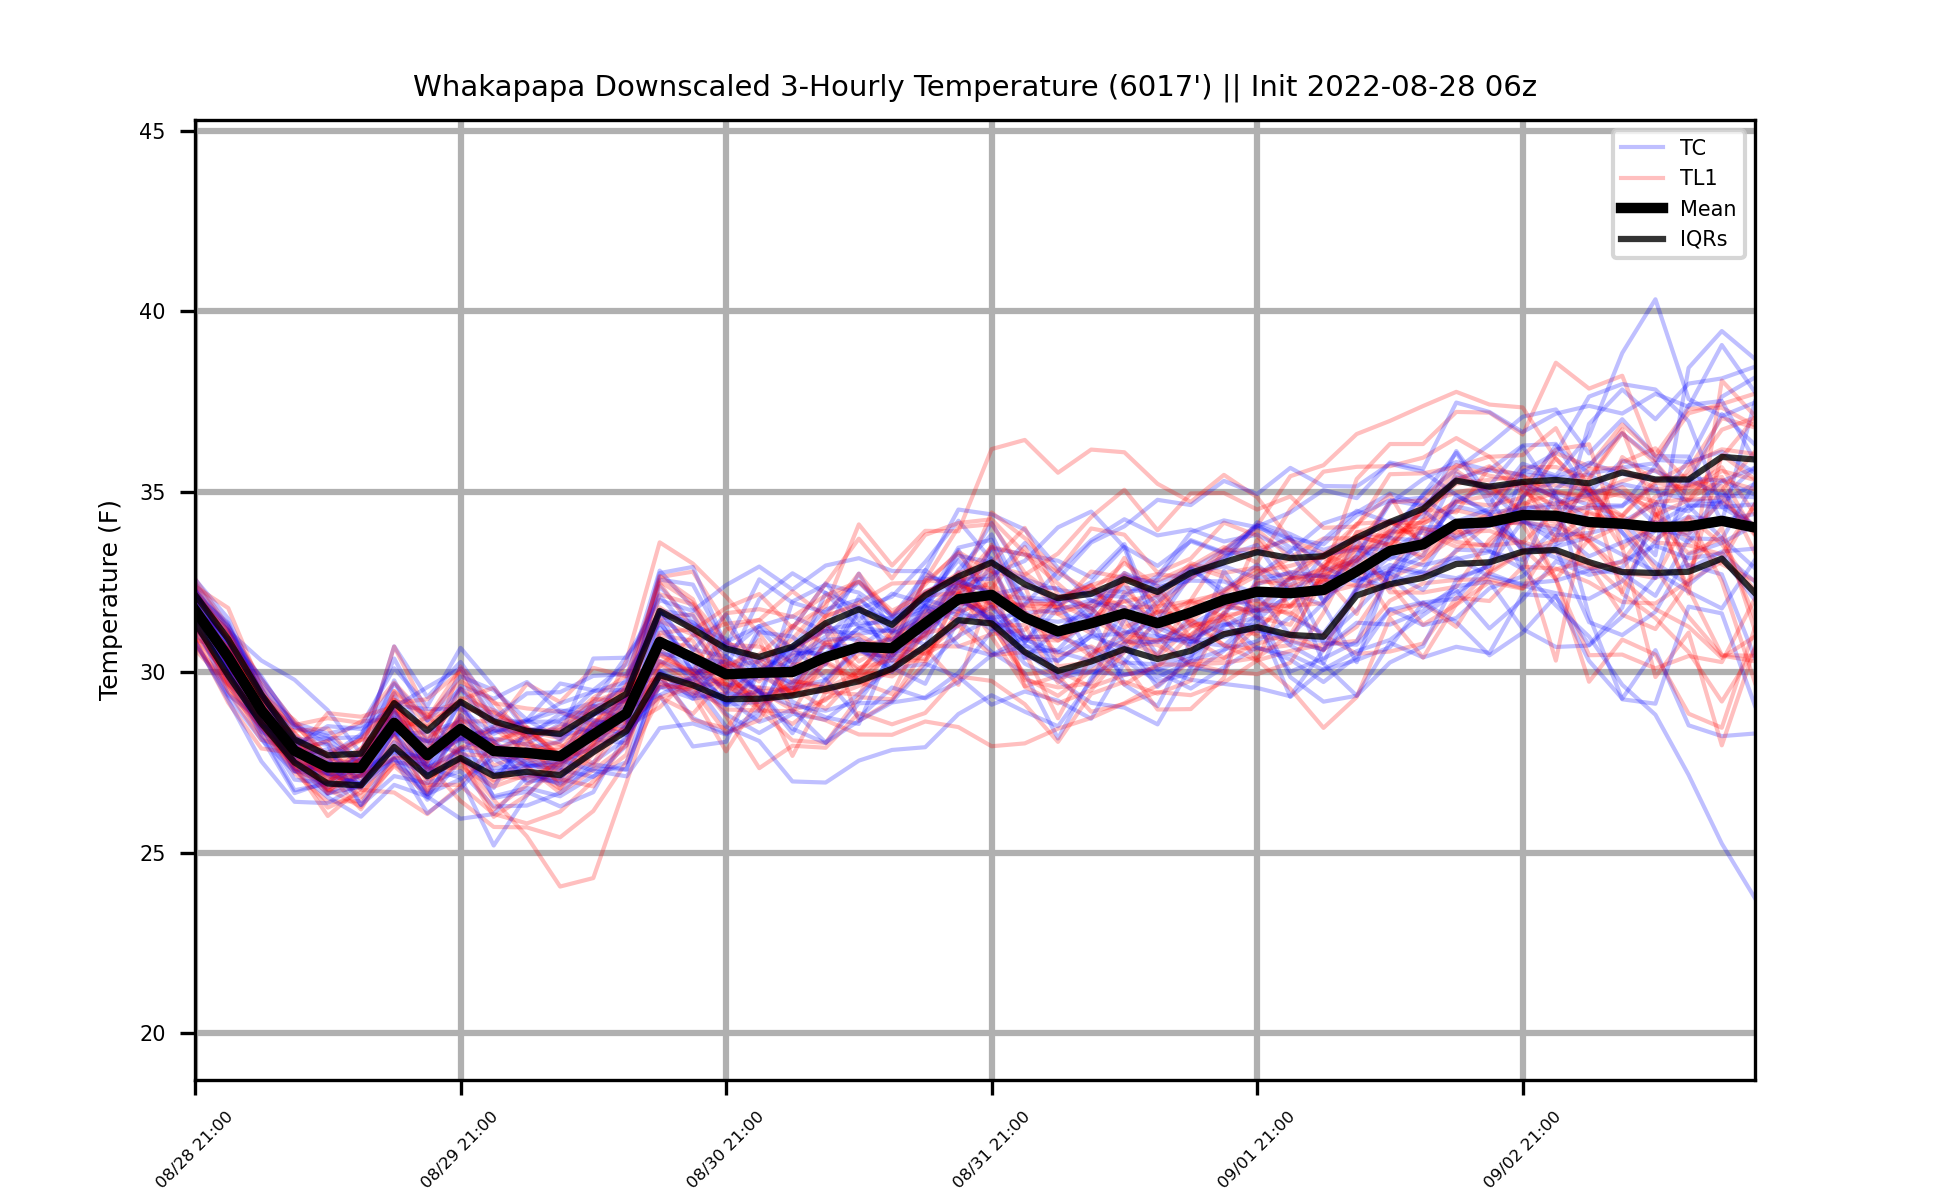 Whakapapa Downscaled 3-Hourly Temperature (6017') || Init 2022-08-28 06z
45
40
35
30
25
20
Temperature (F)
TC
TL1
Mean
IQRs
08/28 21:00
08/29 21:00
08/30 21:00
08/31 21:00
09/01 21:00
09/02 21:00